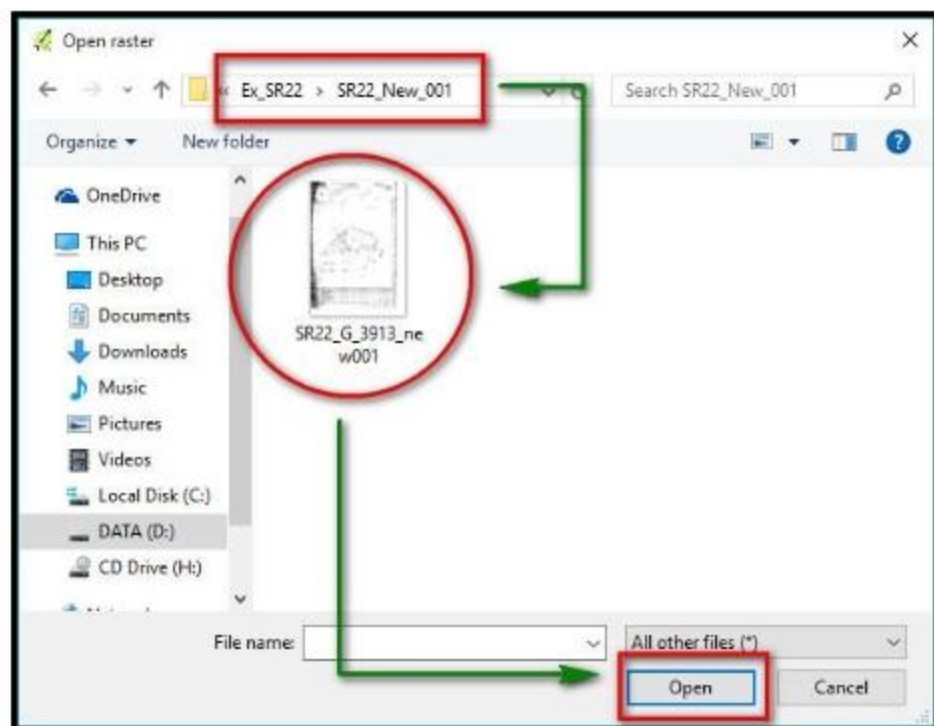 Open raster
« Ex_SR22 > SR22_New_001
Search SR22_New_001
Organize
New folder
OneDrive
This PC
Desktop
Documents
Downloads
Music
Pictures
Videos
Local Disk (C:)
DATA (D:)
CD Drive (H:)
SR22_G_3913_ne
w001
File name:
All other files (*)
Open
Cancel